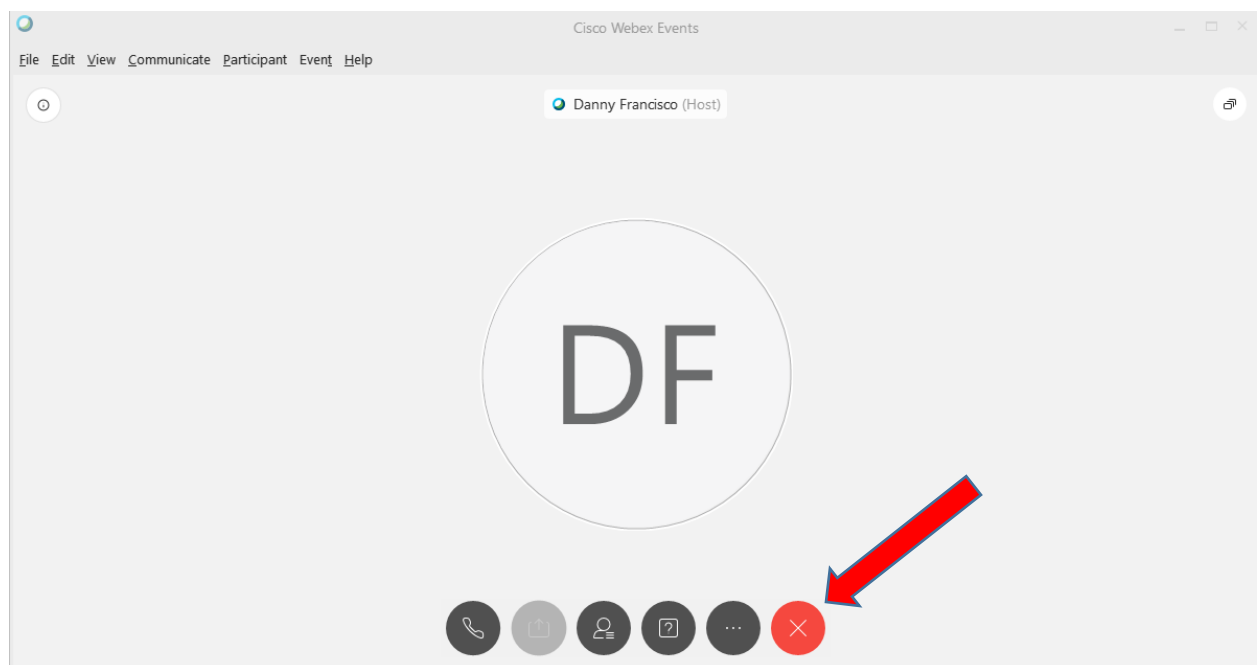 Cisco Webex Events
File Edit View Communicate Participant Event Help
Danny Francisco (Host)
DF